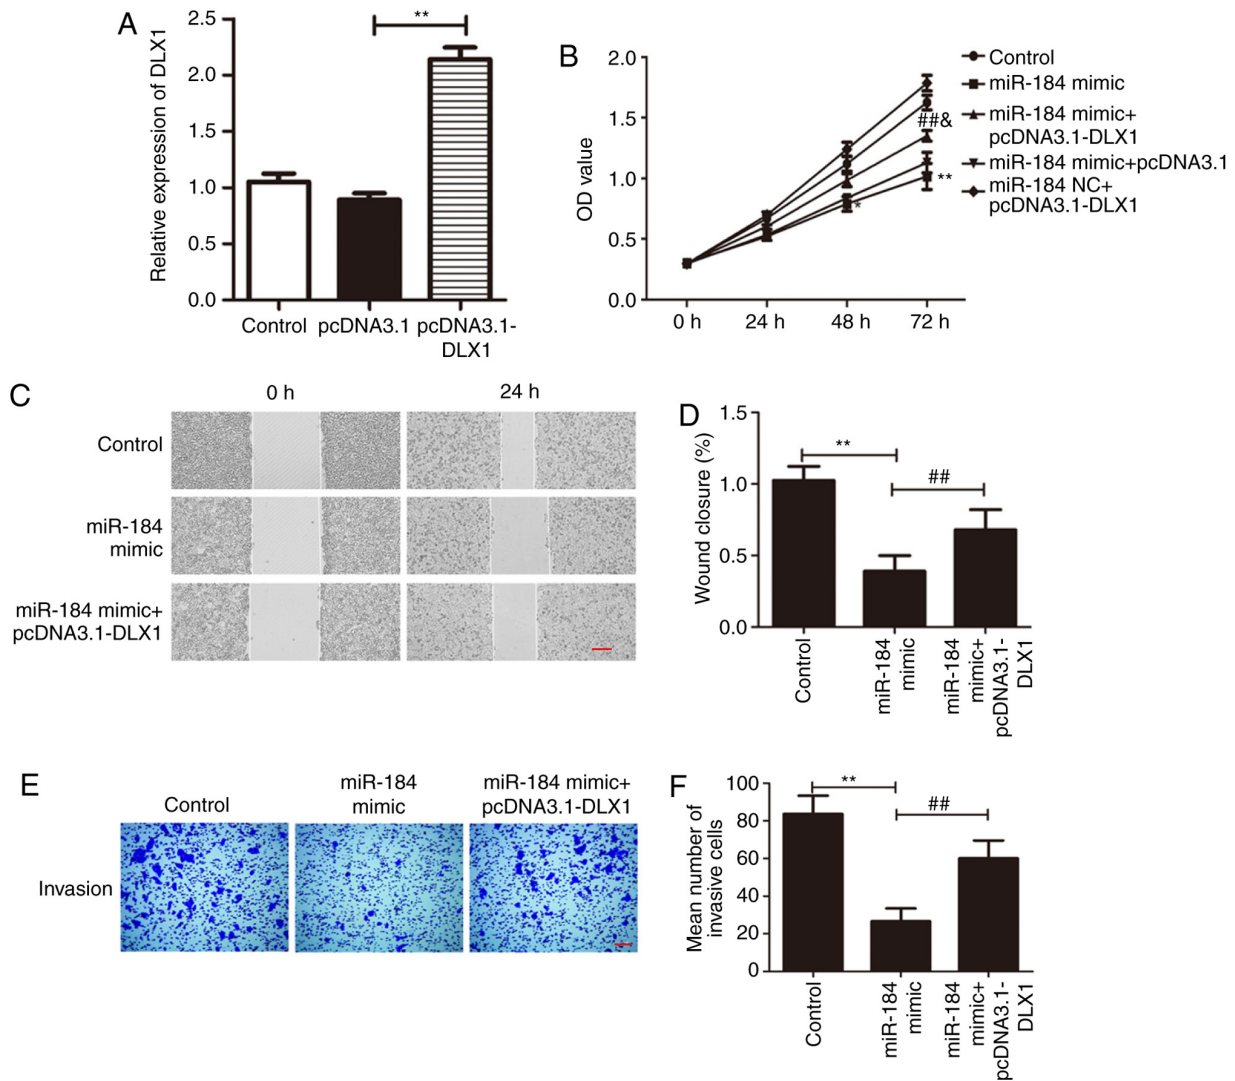 A
Relative expression of DLX1
2.5
2.0
1.5
1.0
0.5
0.0
**
Control
pcDNA3.1
pcDNA3.1-
DLX1
B
OD value
2.0
1.5
1.0
0.5
0.0
0 h
24 h
48 h
72 h
*
**
##&
Control
miR-184 mimic
miR-184 mimic+
pcDNA3.1-DLX1
miR-184 mimic+pcDNA3.1
miR-184 NC+
pcDNA3.1-DLX1
C
0 h
24 h
Control
miR-184
mimic
miR-184 mimic+
pcDNA3.1-DLX1
D
Wound closure (%)
1.5
1.0
0.5
0.0
**
##
Control
miR-184
mimic
miR-184
mimic+
pcDNA3.1-
DLX1
E
Control
miR-184
mimic
miR-184 mimic+
pcDNA3.1-DLX1
Invasion
F
Mean number of
invasive cells
100
80
60
40
20
0
**
##
Control
miR-184
mimic
miR-184
mimic+
pcDNA3.1-
DLX1